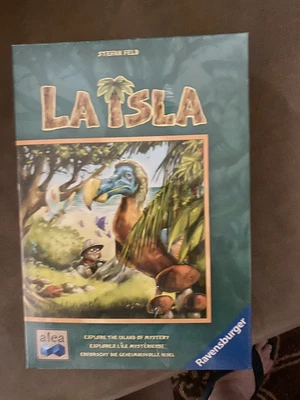 STEFAN FELD
LA ISLA
alea
EXPLORE THE ISLAND OF MYSTERY
EXPLOREZ L'ÎLE MYSTÉRIEUSE
ERFORSCHT DIE GEHEIMNISVOLLE INSEL
Ravensburger